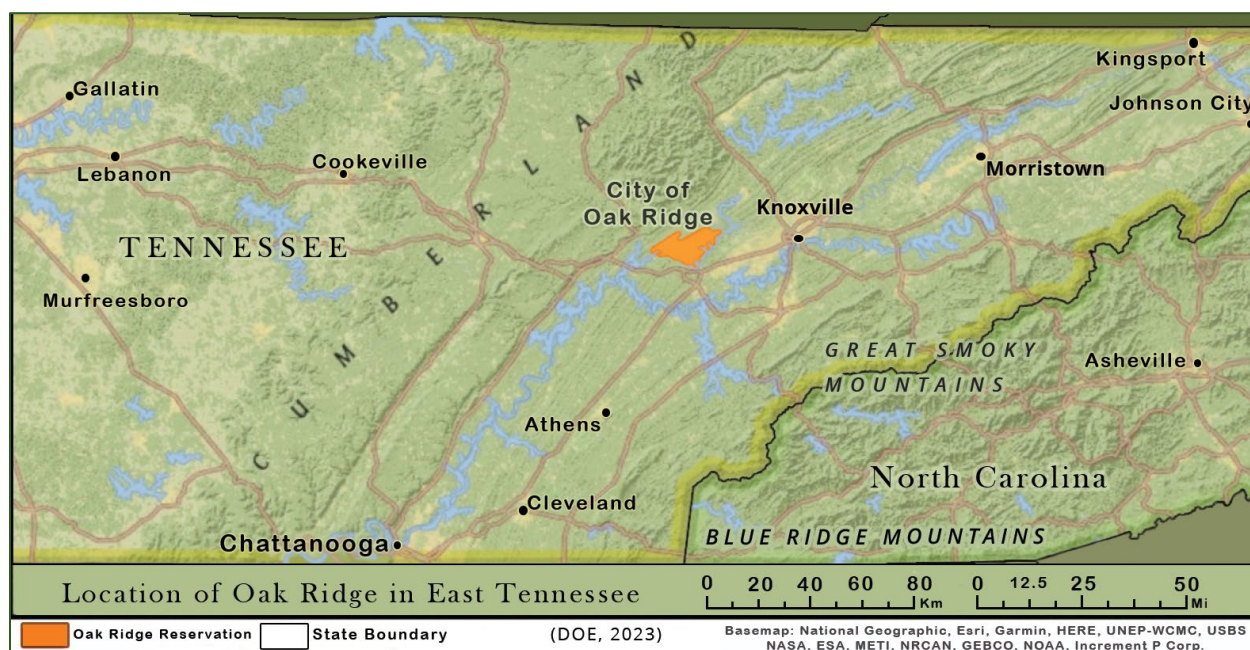 Gallatin
Kingsport
Johnson City
Lebanon
Cookeville
Morristown
City of
Oak Ridge
Knoxville
TENNESSEE
Murfreesboro
CUMBERLAND
GREAT SMOKY
MOUNTAINS
Asheville
Athens
North Carolina
Cleveland
BLUE RIDGE MOUNTAINS
Chattanooga
Location of Oak Ridge in East Tennessee
0 20 40 60 80
Km
0 12.5 25 50
Mi
Oak Ridge Reservation
State Boundary
(DOE, 2023)
Basemap: National Geographic, Esri, Garmin, HERE, UNEP-WCMC, USBS
NASA, ESA, METI, NRCAN, GEBCO, NOAA, Increment P Corp.